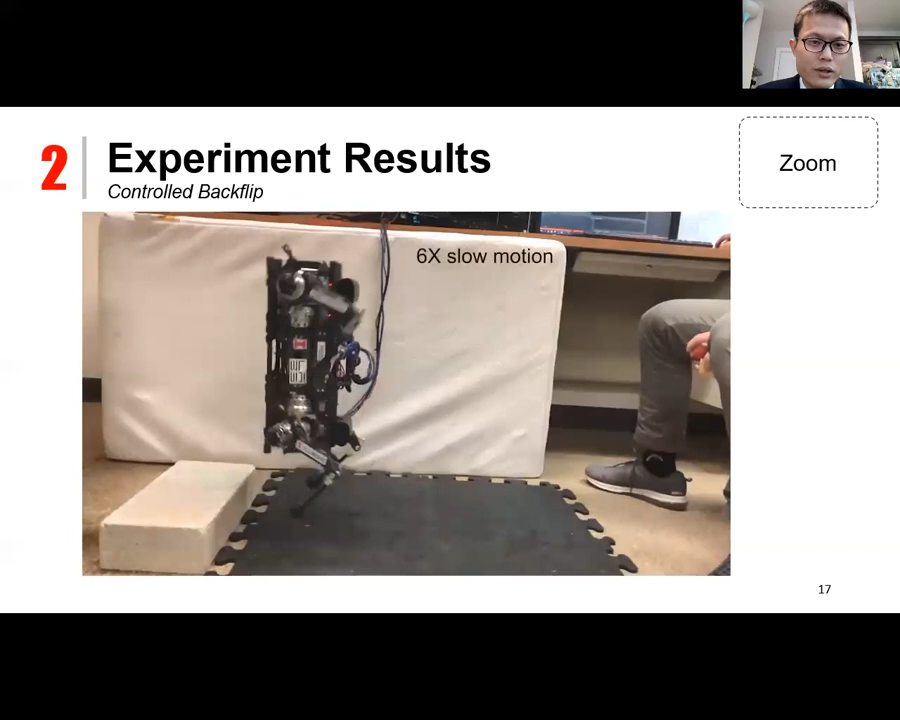 2
Experiment Results
Controlled Backflip
Zoom
6X slow motion
17